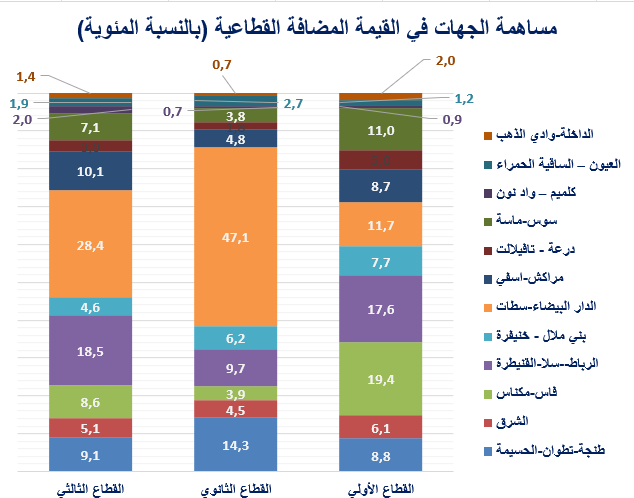 مساهمة الجهات في القيمة المضافة القطاعية (بالنسبة المئوية)
2,0
0,7
1,4
1,2
2,7
1,9
0,9
0,7
2,0
11,0
3,8
7,1
8,7
4,8
10,1
11,7
47,1
28,4
7,7
6,2
4,6
17,6
9,7
18,5
19,4
3,9
8,6
6,1
4,5
5,1
8,8
14,3
9,1
القطاع الأولي
القطاع الثانوي
القطاع الثالثي
الداخلة-وادي الذهب
العيون – الساقية الحمراء
كلميم – واد نون
سوس-ماسة
درعة - تافيلالت
مراكش-اسفي
الدار البيضاء-سطات
بني ملال - خنيفرة
الرباط--سلا-القنيطرة
فاس-مكناس
الشرق
طنجة-تطوان-الحسيمة